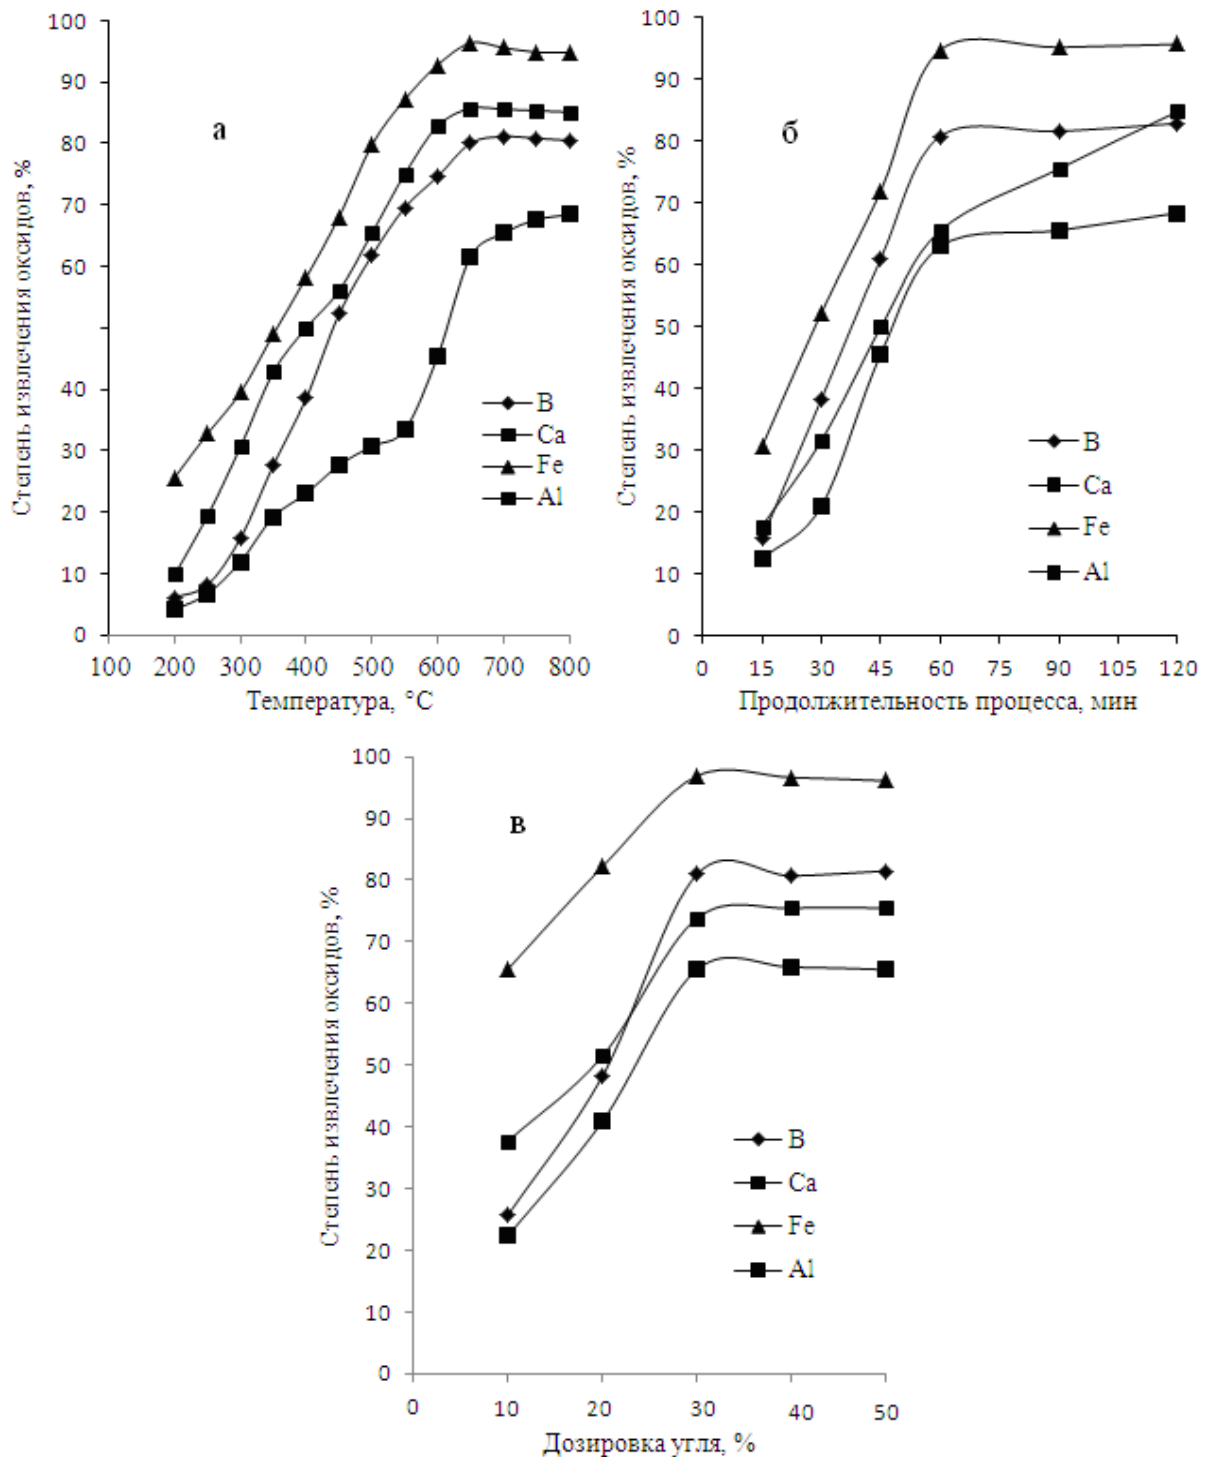 Степень извлечения оксидов, %
100
90
80
70
60
40
30
20
10
0
а
B
Ca
Fe
Al
100 200 300 400 500 600 700 800
Температура, °С
Степень извлечения оксидов, %
100
90
80
70
60
50
40
30
20
10
0
б
B
Ca
Fe
Al
0 15 30 45 60 75 90 105 120
Продолжительность процесса, мин
Степень извлечения оксидов, %
100
90
80
70
60
50
40
30
20
10
0
в
B
Ca
Fe
Al
0 10 20 30 40 50
Дозировка угля, %